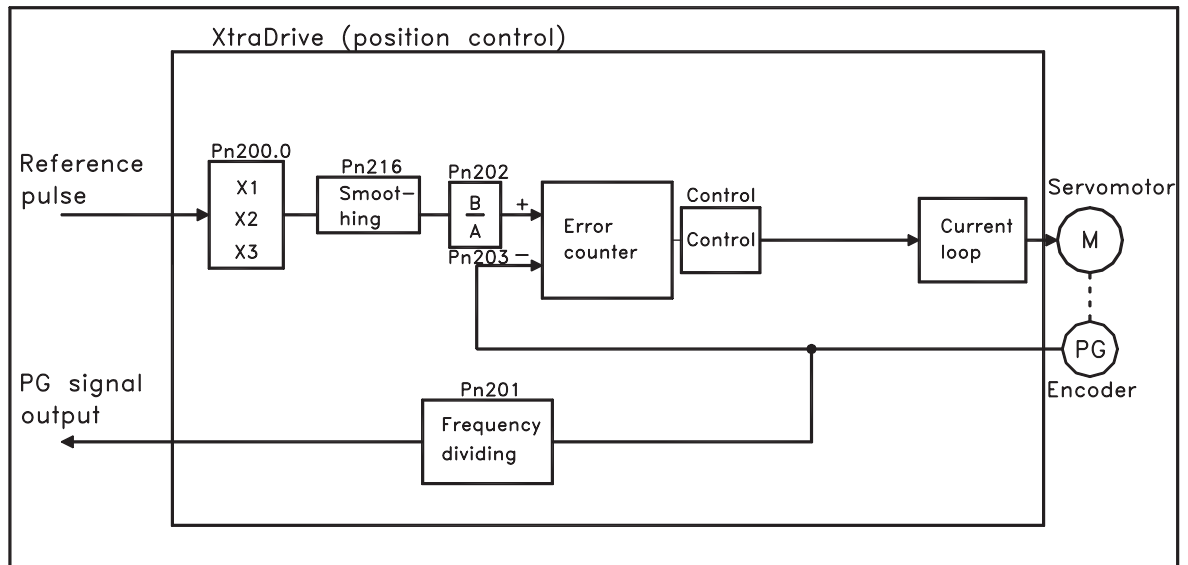 XtraDrive (position control)
Reference
pulse
Pn200.0
X1
X2
X3
Pn216
Smoot-
hing
Pn202
B
A
Pn203
+
-
Error
counter
Control
Control
Current
loop
Servomotor
M
PG
Encoder
PG signal
output
Pn201
Frequency
dividing